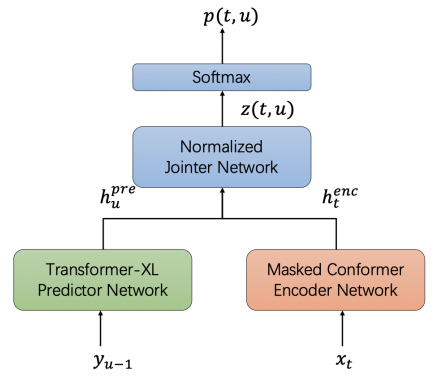 p(t, u)
Softmax
z(t, u)
Normalized
Jointer Network
h_u^{pre}
h_t^{enc}
Transformer-XL
Predictor Network
Masked Conformer
Encoder Network
y_{u-1}
x_t